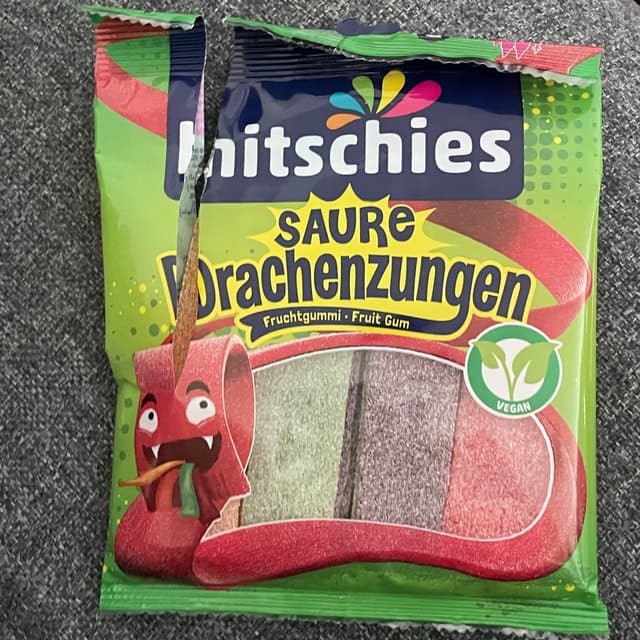 hitschies
SAURE
Drachenzungen
Fruchtgummi • Fruit Gum
VEGAN